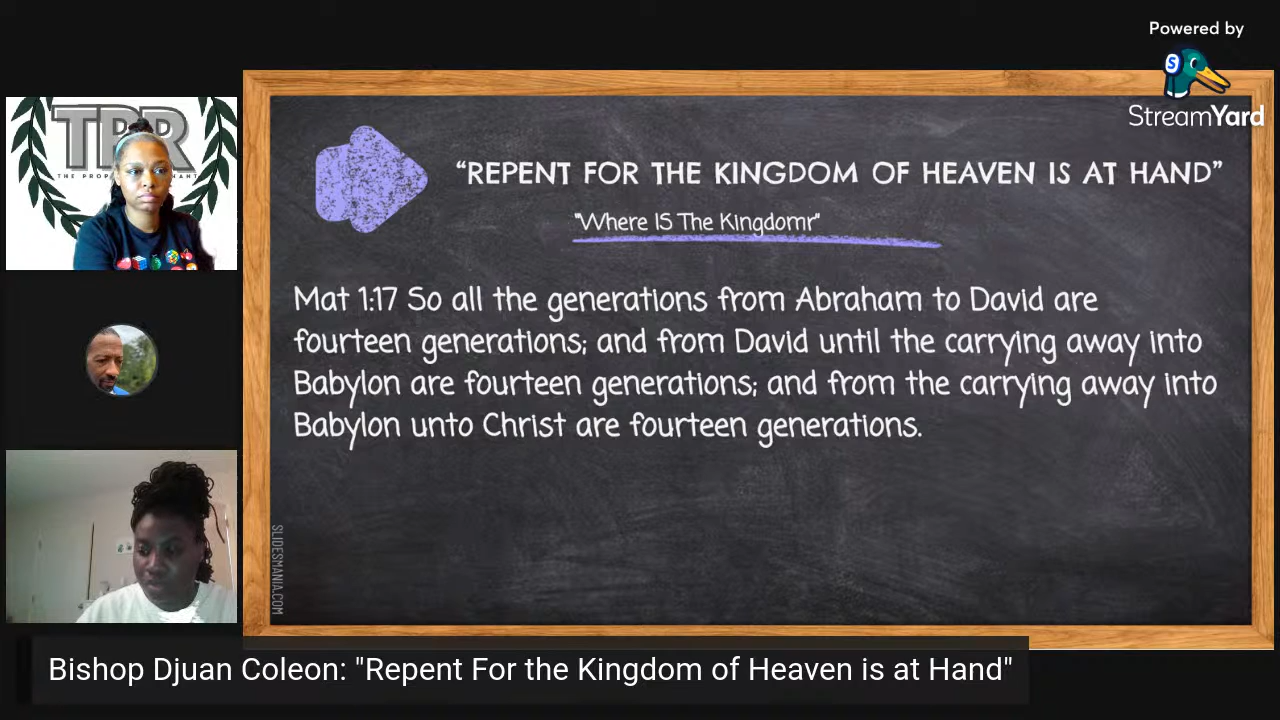 Powered by
StreamYard
TPR
“REPENT FOR THE KINGDOM OF HEAVEN IS AT HAND”
"Where IS The Kingdomr"
Mat 1:17 So all the generations from Abraham to David are
fourteen generations; and from David until the carrying away into
Babylon are fourteen generations; and from the carrying away into
Babylon unto Christ are fourteen generations.
SLIDESMANIA.COM
Bishop Djuan Coleon: "Repent For the Kingdom of Heaven is at Hand"